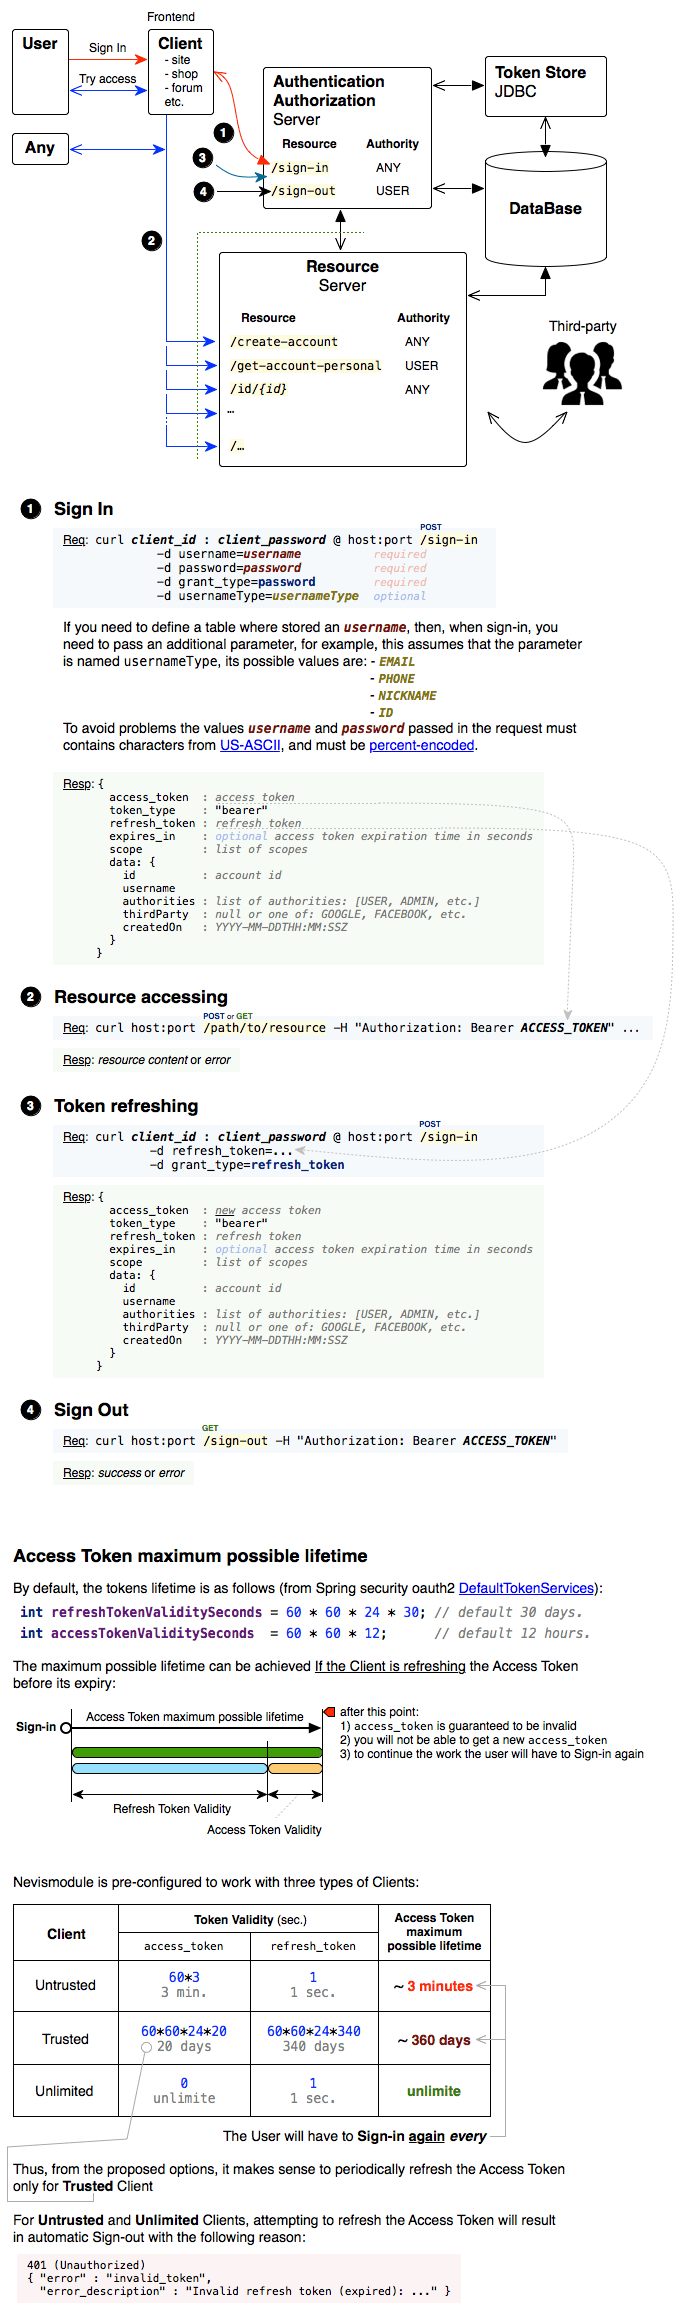 Frontend
User
Sign In
Try access
Client
- site
- shop
- forum
etc.
Any
Authentication
Authorization
Server
Resource Authority
/sign-in ANY
/sign-out USER
Token Store
JDBC
DataBase
1
3
4
2
Resource
Server
Resource Authority
/create-account ANY
/get-account-personal USER
/id/{id} ANY
…
/…
Third-party
1 Sign In
POST
Req: curl client_id : client_password @ host:port /sign-in
-d username=username required
-d password=password required
-d grant_type=password required
-d usernameType=usernameType optional
If you need to define a table where stored an username, then, when sign-in, you
need to pass an additional parameter, for example, this assumes that the parameter
is named usernameType, its possible values are: - EMAIL
- PHONE
- NICKNAME
- ID
To avoid problems the values username and password passed in the request must
contains characters from US-ASCII, and must be percent-encoded.
Resp: {
access_token : access token
token_type : "bearer"
refresh_token : refresh token
expires_in : optional access token expiration time in seconds
scope : list of scopes
data: {
id : account id
username
authorities : list of authorities: [USER, ADMIN, etc.]
thirdParty : null or one of: GOOGLE, FACEBOOK, etc.
createdOn : YYYY-MM-DDTHH:MM:SSZ
}
}
2 Resource accessing
POST or GET
Req: curl host:port /path/to/resource -H "Authorization: Bearer ACCESS_TOKEN" ...
Resp: resource content or error
3 Token refreshing
POST
Req: curl client_id : client_password @ host:port /sign-in
-d refresh_token=...
-d grant_type=refresh_token
Resp: {
access_token : new access token
token_type : "bearer"
refresh_token : refresh token
expires_in : optional access token expiration time in seconds
scope : list of scopes
data: {
id : account id
username
authorities : list of authorities: [USER, ADMIN, etc.]
thirdParty : null or one of: GOOGLE, FACEBOOK, etc.
createdOn : YYYY-MM-DDTHH:MM:SSZ
}
}
4 Sign Out
GET
Req: curl host:port /sign-out -H "Authorization: Bearer ACCESS_TOKEN"
Resp: success or error
Access Token maximum possible lifetime
By default, the tokens lifetime is as follows (from Spring security oauth2 DefaultTokenServices):
int refreshTokenValiditySeconds = 60 * 60 * 24 * 30; // default 30 days.
int accessTokenValiditySeconds = 60 * 60 * 12; // default 12 hours.
The maximum possible lifetime can be achieved If the Client is refreshing the Access Token
before its expiry:
Sign-in
Access Token maximum possible lifetime
after this point:
1) access_token is guaranteed to be invalid
2) you will not be able to get a new access_token
3) to continue the work the user will have to Sign-in again
Refresh Token Validity
Access Token Validity
Nevismodule is pre-configured to work with three types of Clients:
Client
Token Validity (sec.)
access_token refresh_token
Access Token
maximum
possible lifetime
Untrusted
60*3
3 min.
1
1 sec.
~ 3 minutes
Trusted
60*60*24*20
20 days
60*60*24*340
340 days
~ 360 days
Unlimited
0
unlimite
1
1 sec.
unlimite
The User will have to Sign-in again every
Thus, from the proposed options, it makes sense to periodically refresh the Access Token
only for Trusted Client
For Untrusted and Unlimited Clients, attempting to refresh the Access Token will result
in automatic Sign-out with the following reason:
401 (Unauthorized)
{ "error" : "invalid_token",
"error_description" : "Invalid refresh token (expired): ..." }